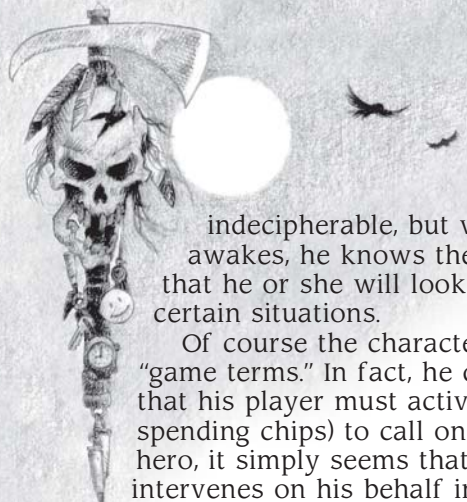 indecipherable, but
awakes, he knows the
that he or she will look
certain situations.
Of course the characte
“game terms.” In fact, he
that his player must activ
spending chips) to call on
hero, it simply seems that
intervenes on his behalf in